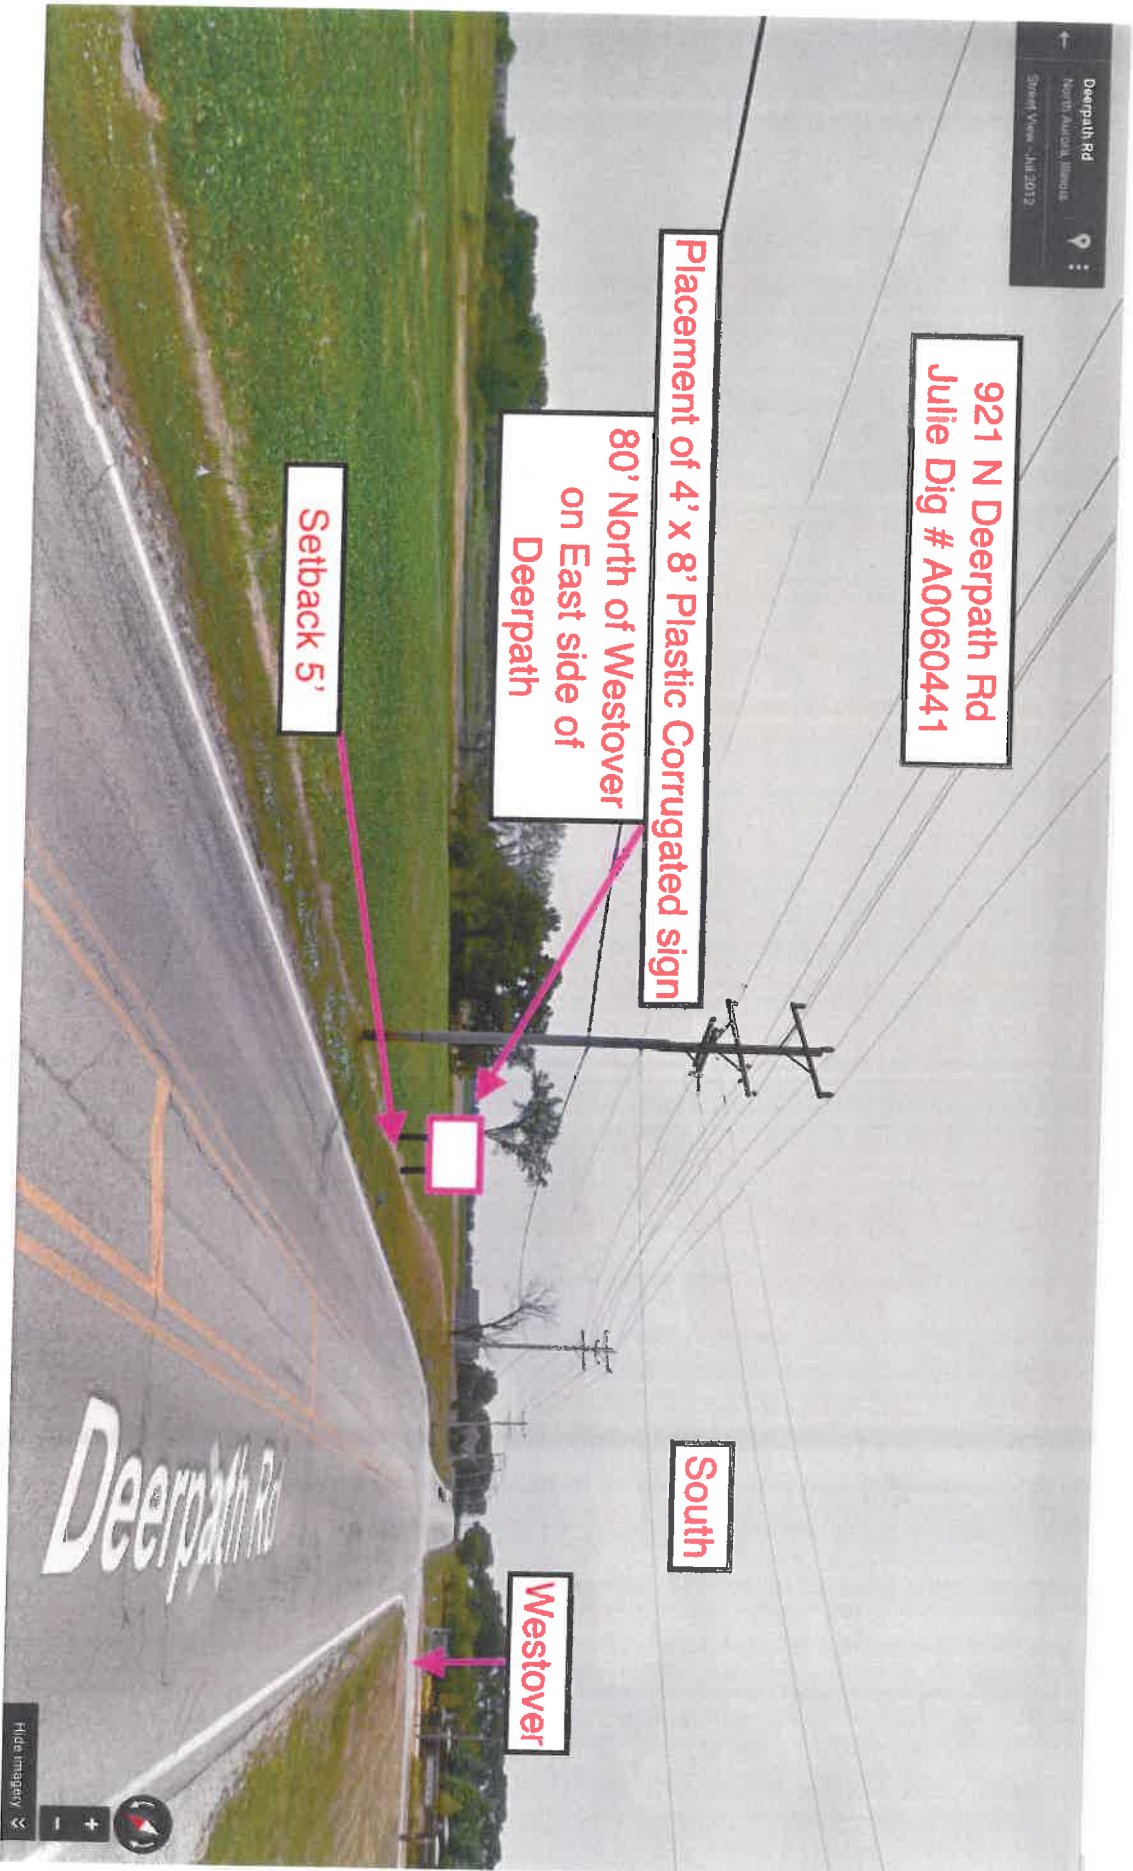 Deerpath Rd
North Aurora, Illinois
Street View - Jul 2012
921 N Deerpath Rd
Julie Dig # A0060441
Placement of 4' x 8' Plastic Corrugated sign
80' North of Westover
on East side of
Deerpath
Setback 5'
South
Westover
Deerpath Rd
Hide imagery